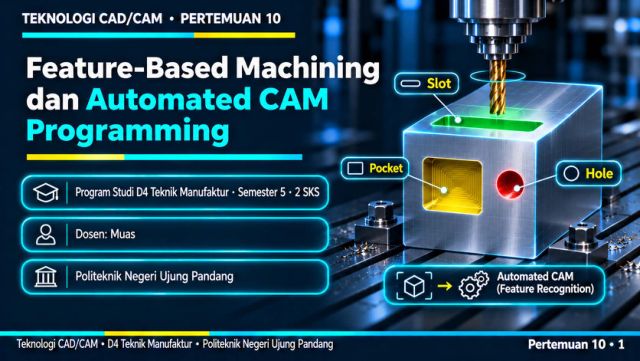 TEKNOLOGI CAD/CAM • PERTEMUAN 10
Feature-Based Machining
dan Automated CAM
Programming
Program Studi D4 Teknik Manufaktur · Semester 5 · 2 SKS
Dosen: Muas
Politeknik Negeri Ujung Pandang
Slot
Pocket
Hole
Automated CAM
(Feature Recognition)
Teknologi CAD/CAM • D4 Teknik Manufaktur • Politeknik Negeri Ujung Pandang
Pertemuan 10 • 1